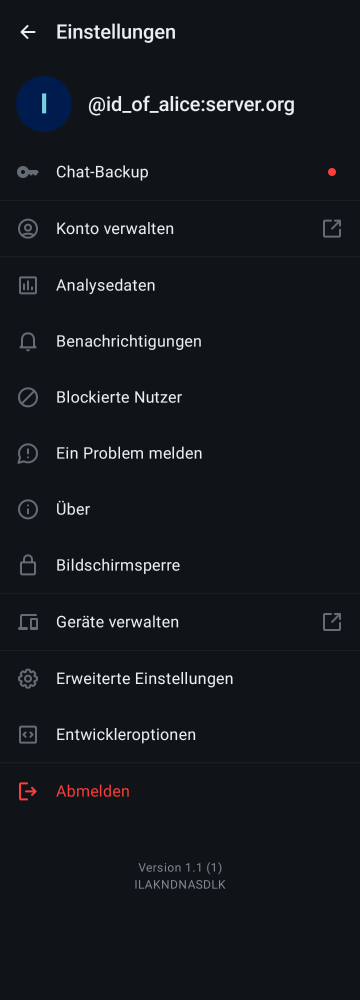 Einstellungen
I
@id_of_alice:server.org
Chat-Backup
Konto verwalten
Analysedaten
Benachrichtigungen
Blockierte Nutzer
Ein Problem melden
Über
Bildschirmsperre
Geräte verwalten
Erweiterte Einstellungen
Entwickleroptionen
Abmelden
Version 1.1 (1)
ILAKNDNASDLK